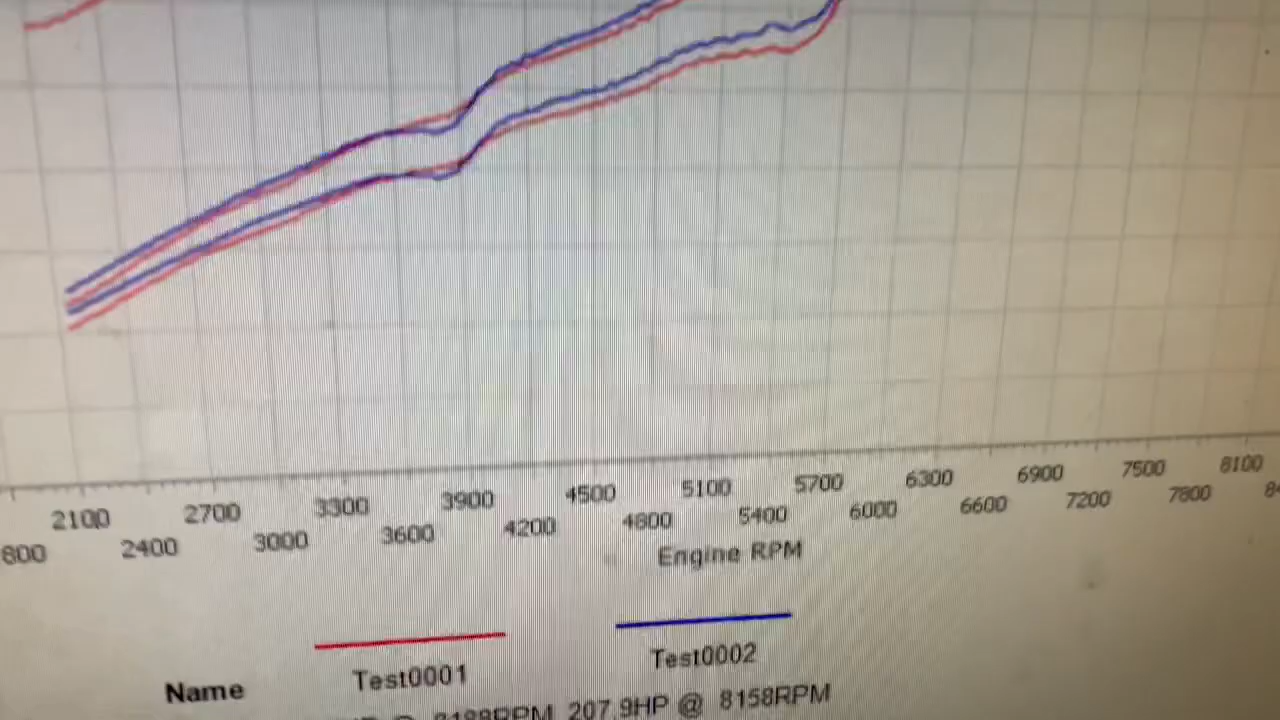 2100 2700 3300 3900 4500 5100 5700 6300 6900 7500 8100
800 2400 3000 3600 4200 4800 5400 6000 6600 7200 7800
Engine RPM
Test0001 Test0002
Name
@ 8188RPM 207.9HP @ 8158RPM